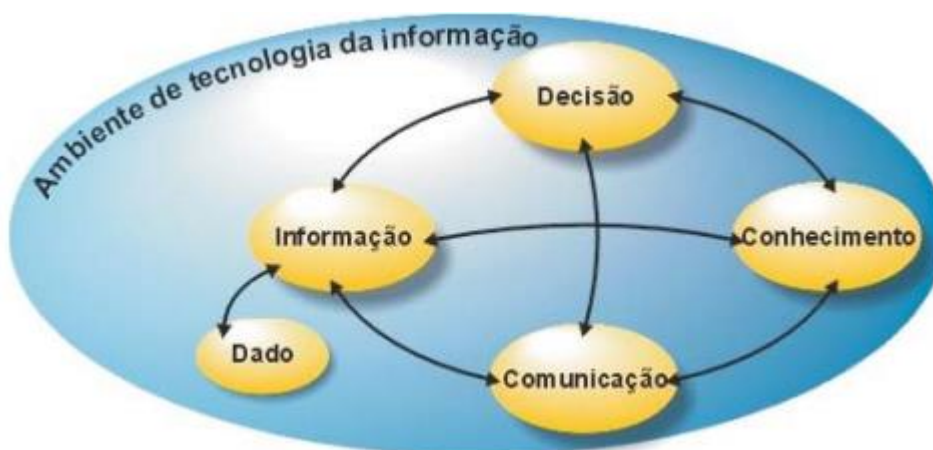 Ambiente de tecnologia da informação
Decisão
Informação
Conhecimento
Dado
Comunicação